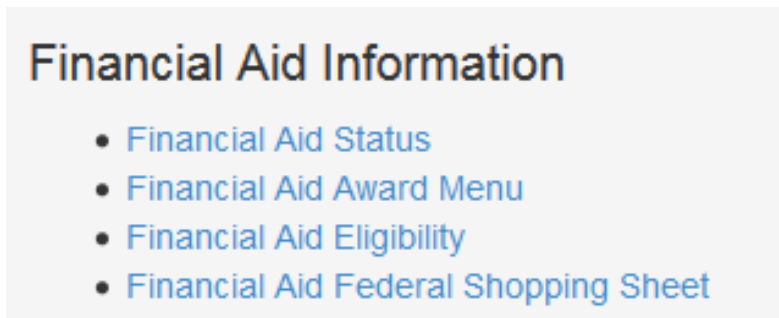 Financial Aid Information
Financial Aid Status
Financial Aid Award Menu
Financial Aid Eligibility
Financial Aid Federal Shopping Sheet